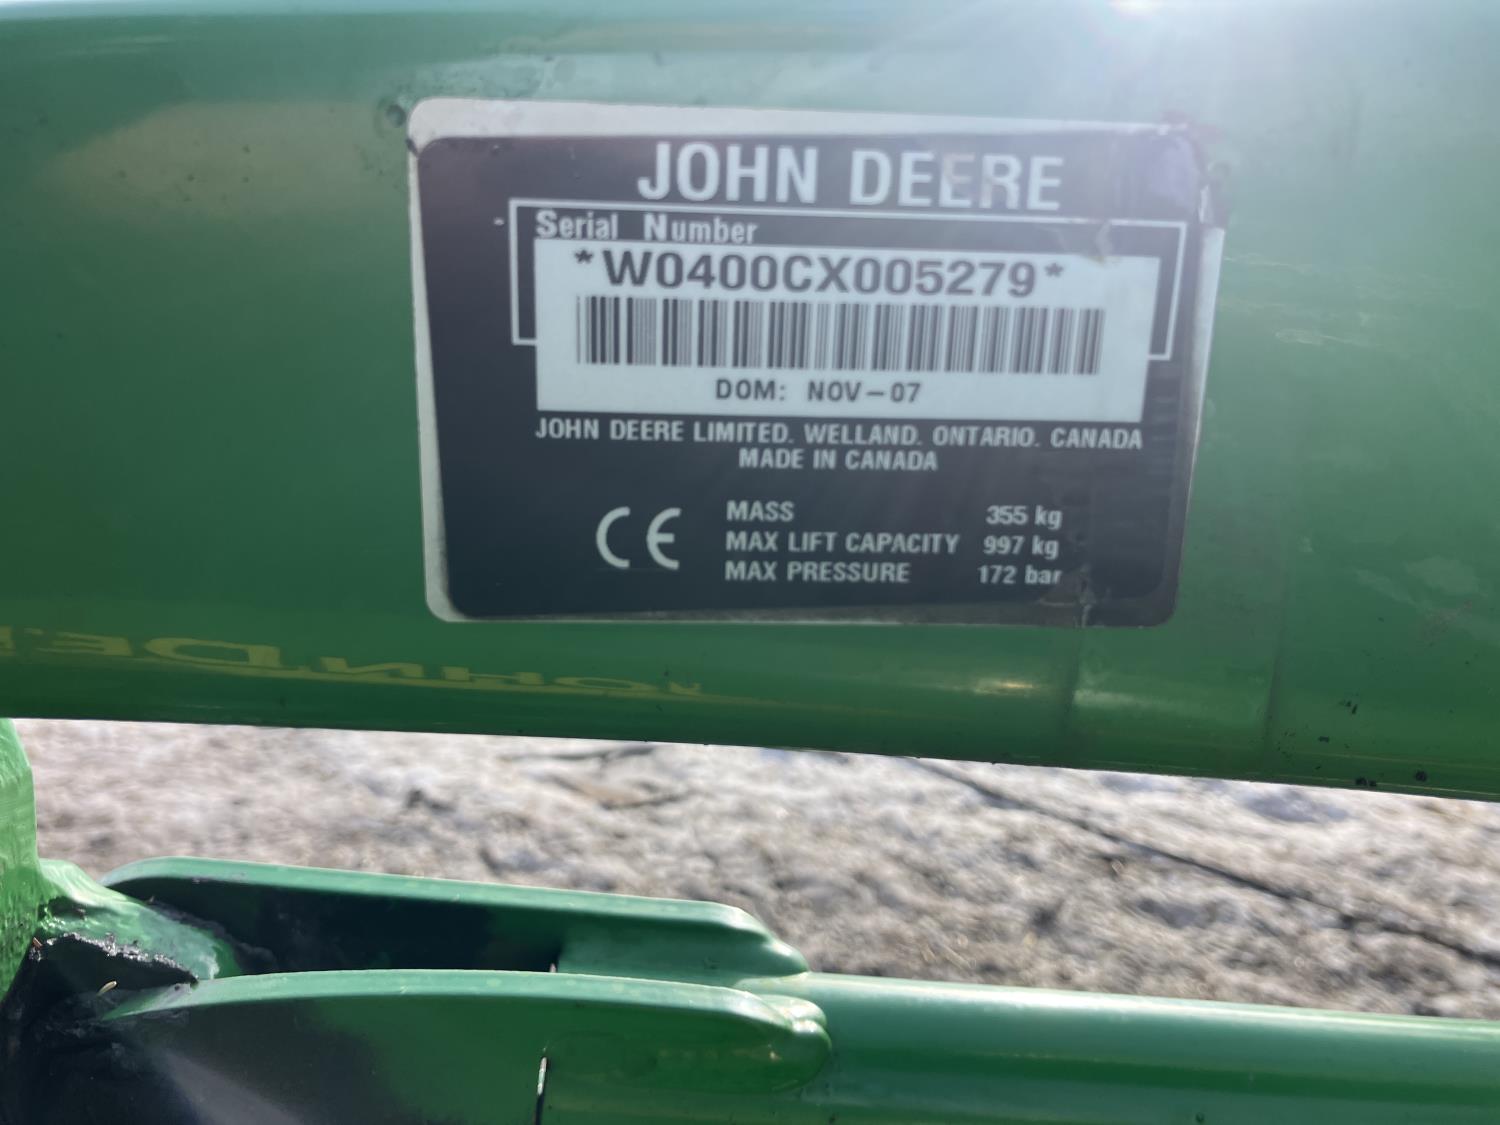 JOHN DEERE
Serial Number
*W0400CX005279*
DOM: NOV-07
JOHN DEERE LIMITED. WELLAND. ONTARIO. CANADA
MADE IN CANADA
CE
MASS 355 kg
MAX LIFT CAPACITY 997 kg
MAX PRESSURE 172 bar